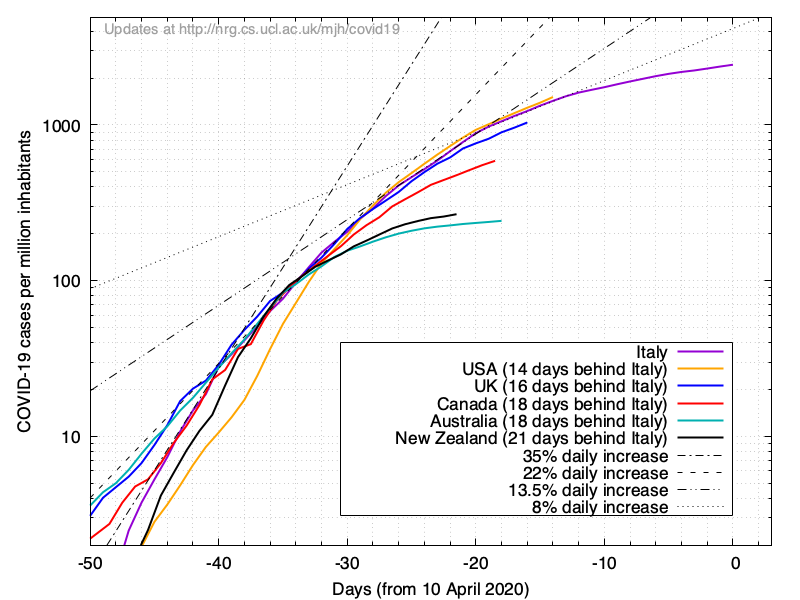 Updates at http://nrg.cs.ucl.ac.uk/mjh/covid19
COVID-19 cases per million inhabitants
1000
100
10
Italy
USA (14 days behind Italy)
UK (16 days behind Italy)
Canada (18 days behind Italy)
Australia (18 days behind Italy)
New Zealand (21 days behind Italy)
35% daily increase
22% daily increase
13.5% daily increase
8% daily increase
-50 -40 -30 -20 -10 0
Days (from 10 April 2020)